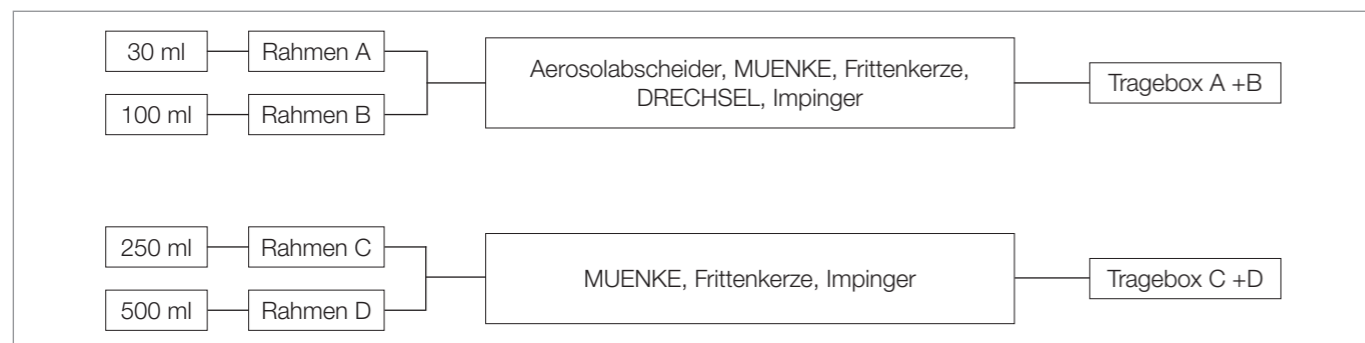 30 ml
Rahmen A
100 ml
Rahmen B
Aerosolabscheider, MUENKE, Frittenkerze,
DRECHSEL, Impinger
Tragebox A +B
250 ml
Rahmen C
500 ml
Rahmen D
MUENKE, Frittenkerze, Impinger
Tragebox C +D